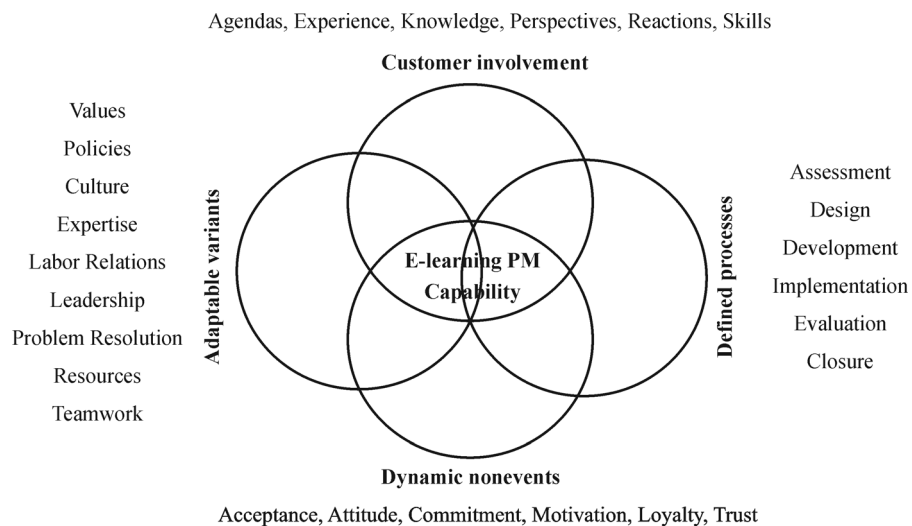 Agendas, Experience, Knowledge, Perspectives, Reactions, Skills
Customer involvement
Values
Policies
Culture
Expertise
Labor Relations
Leadership
Problem Resolution
Resources
Teamwork
Adaptable variants
E-learning PM
Capability
Defined processes
Assessment
Design
Development
Implementation
Evaluation
Closure
Dynamic nonevents
Acceptance, Attitude, Commitment, Motivation, Loyalty, Trust